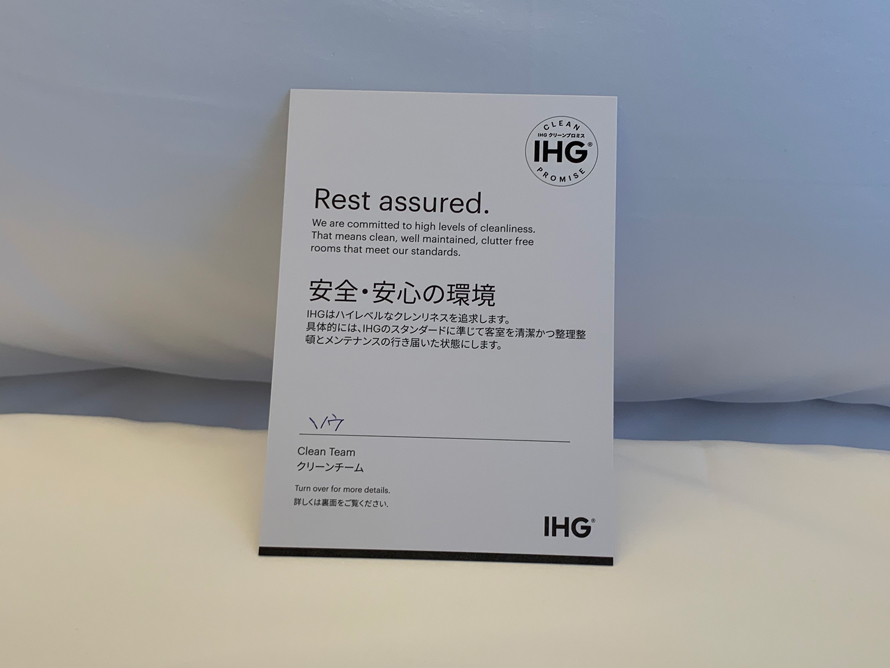 CLEAN
IHG クリーンプロミス
IHG®
PROMISE
Rest assured.
We are committed to high levels of cleanliness.
That means clean, well maintained, clutter free
rooms that meet our standards.
安全・安心の環境
IHGはハイレベルなクレンリネスを追求します。
具体的には、IHGのスタンダードに準じて客室を清潔かつ整理整
頓とメンテナンスの行き届いた状態にします。
ソウ
Clean Team
クリーンチーム
Turn over for more details.
詳しくは裏面をご覧ください。
IHG®